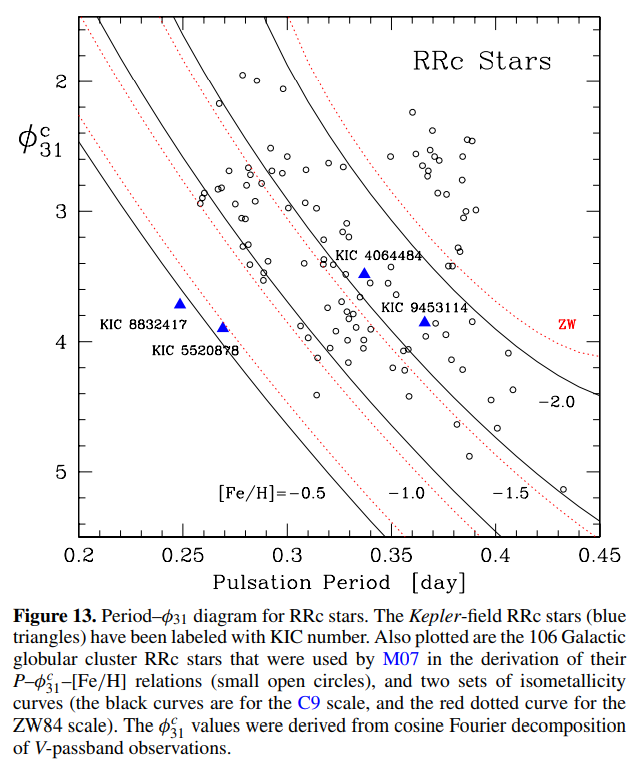 RRc Stars
2
ϕᶜ₃₁
3
KIC 4064484
KIC 9453114
KIC 8832417
ZW
4
KIC 5520878
−2.0
5
[Fe/H]=−0.5
−1.0
−1.5
0.2
0.25
0.3
0.35
0.4
0.45
Pulsation Period [day]
Figure 13. Period–ϕ₃₁ diagram for RRc stars. The Kepler-field RRc stars (blue
triangles) have been labeled with KIC number. Also plotted are the 106 Galactic
globular cluster RRc stars that were used by M07 in the derivation of their
P–ϕᶜ₃₁–[Fe/H] relations (small open circles), and two sets of isometallicity
curves (the black curves are for the C9 scale, and the red dotted curve for the
ZW84 scale). The ϕᶜ₃₁ values were derived from cosine Fourier decomposition
of V-passband observations.